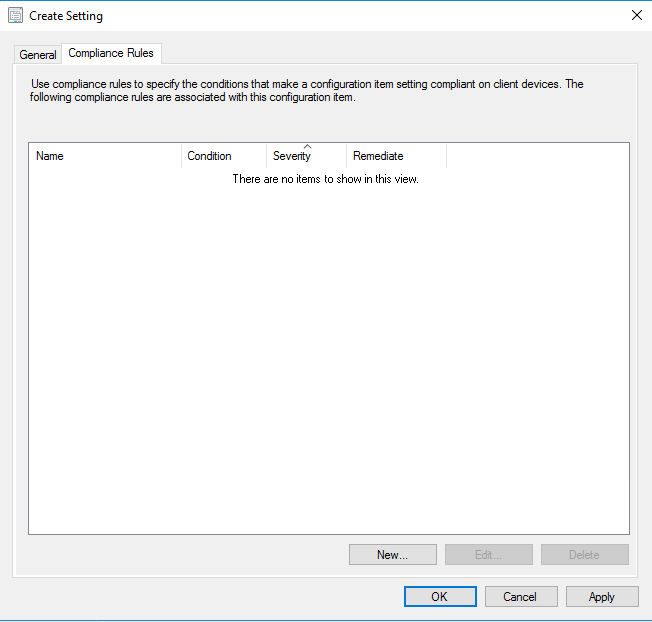 Create Setting
General
Compliance Rules
Use compliance rules to specify the conditions that make a configuration item setting compliant on client devices. The
following compliance rules are associated with this configuration item.
Name
Condition
Severity
Remediate
There are no items to show in this view.
New...
Edit...
Delete
OK
Cancel
Apply